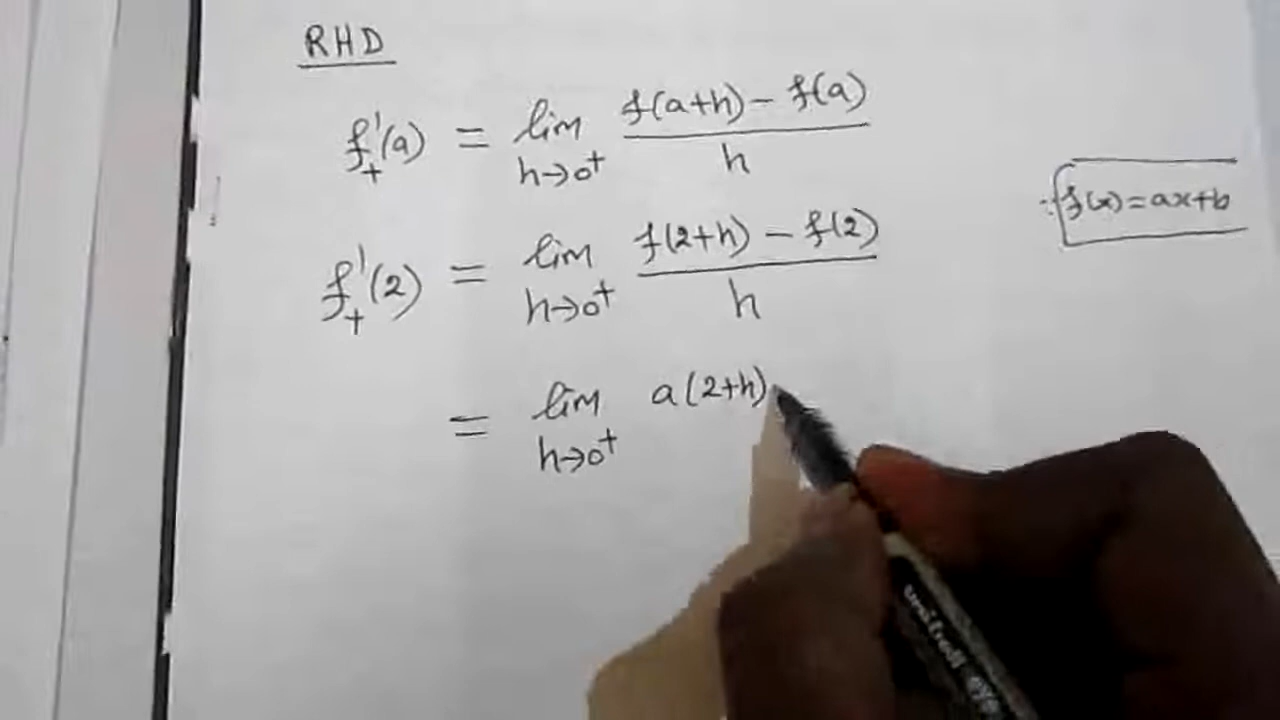 RHD
f'₊(a) = lim h→0⁺ f(a+h) − f(a) / h
∴ f(x) = ax+b
f'₊(2) = lim h→0⁺ f(2+h) − f(2) / h
= lim h→0⁺ a(2+h)